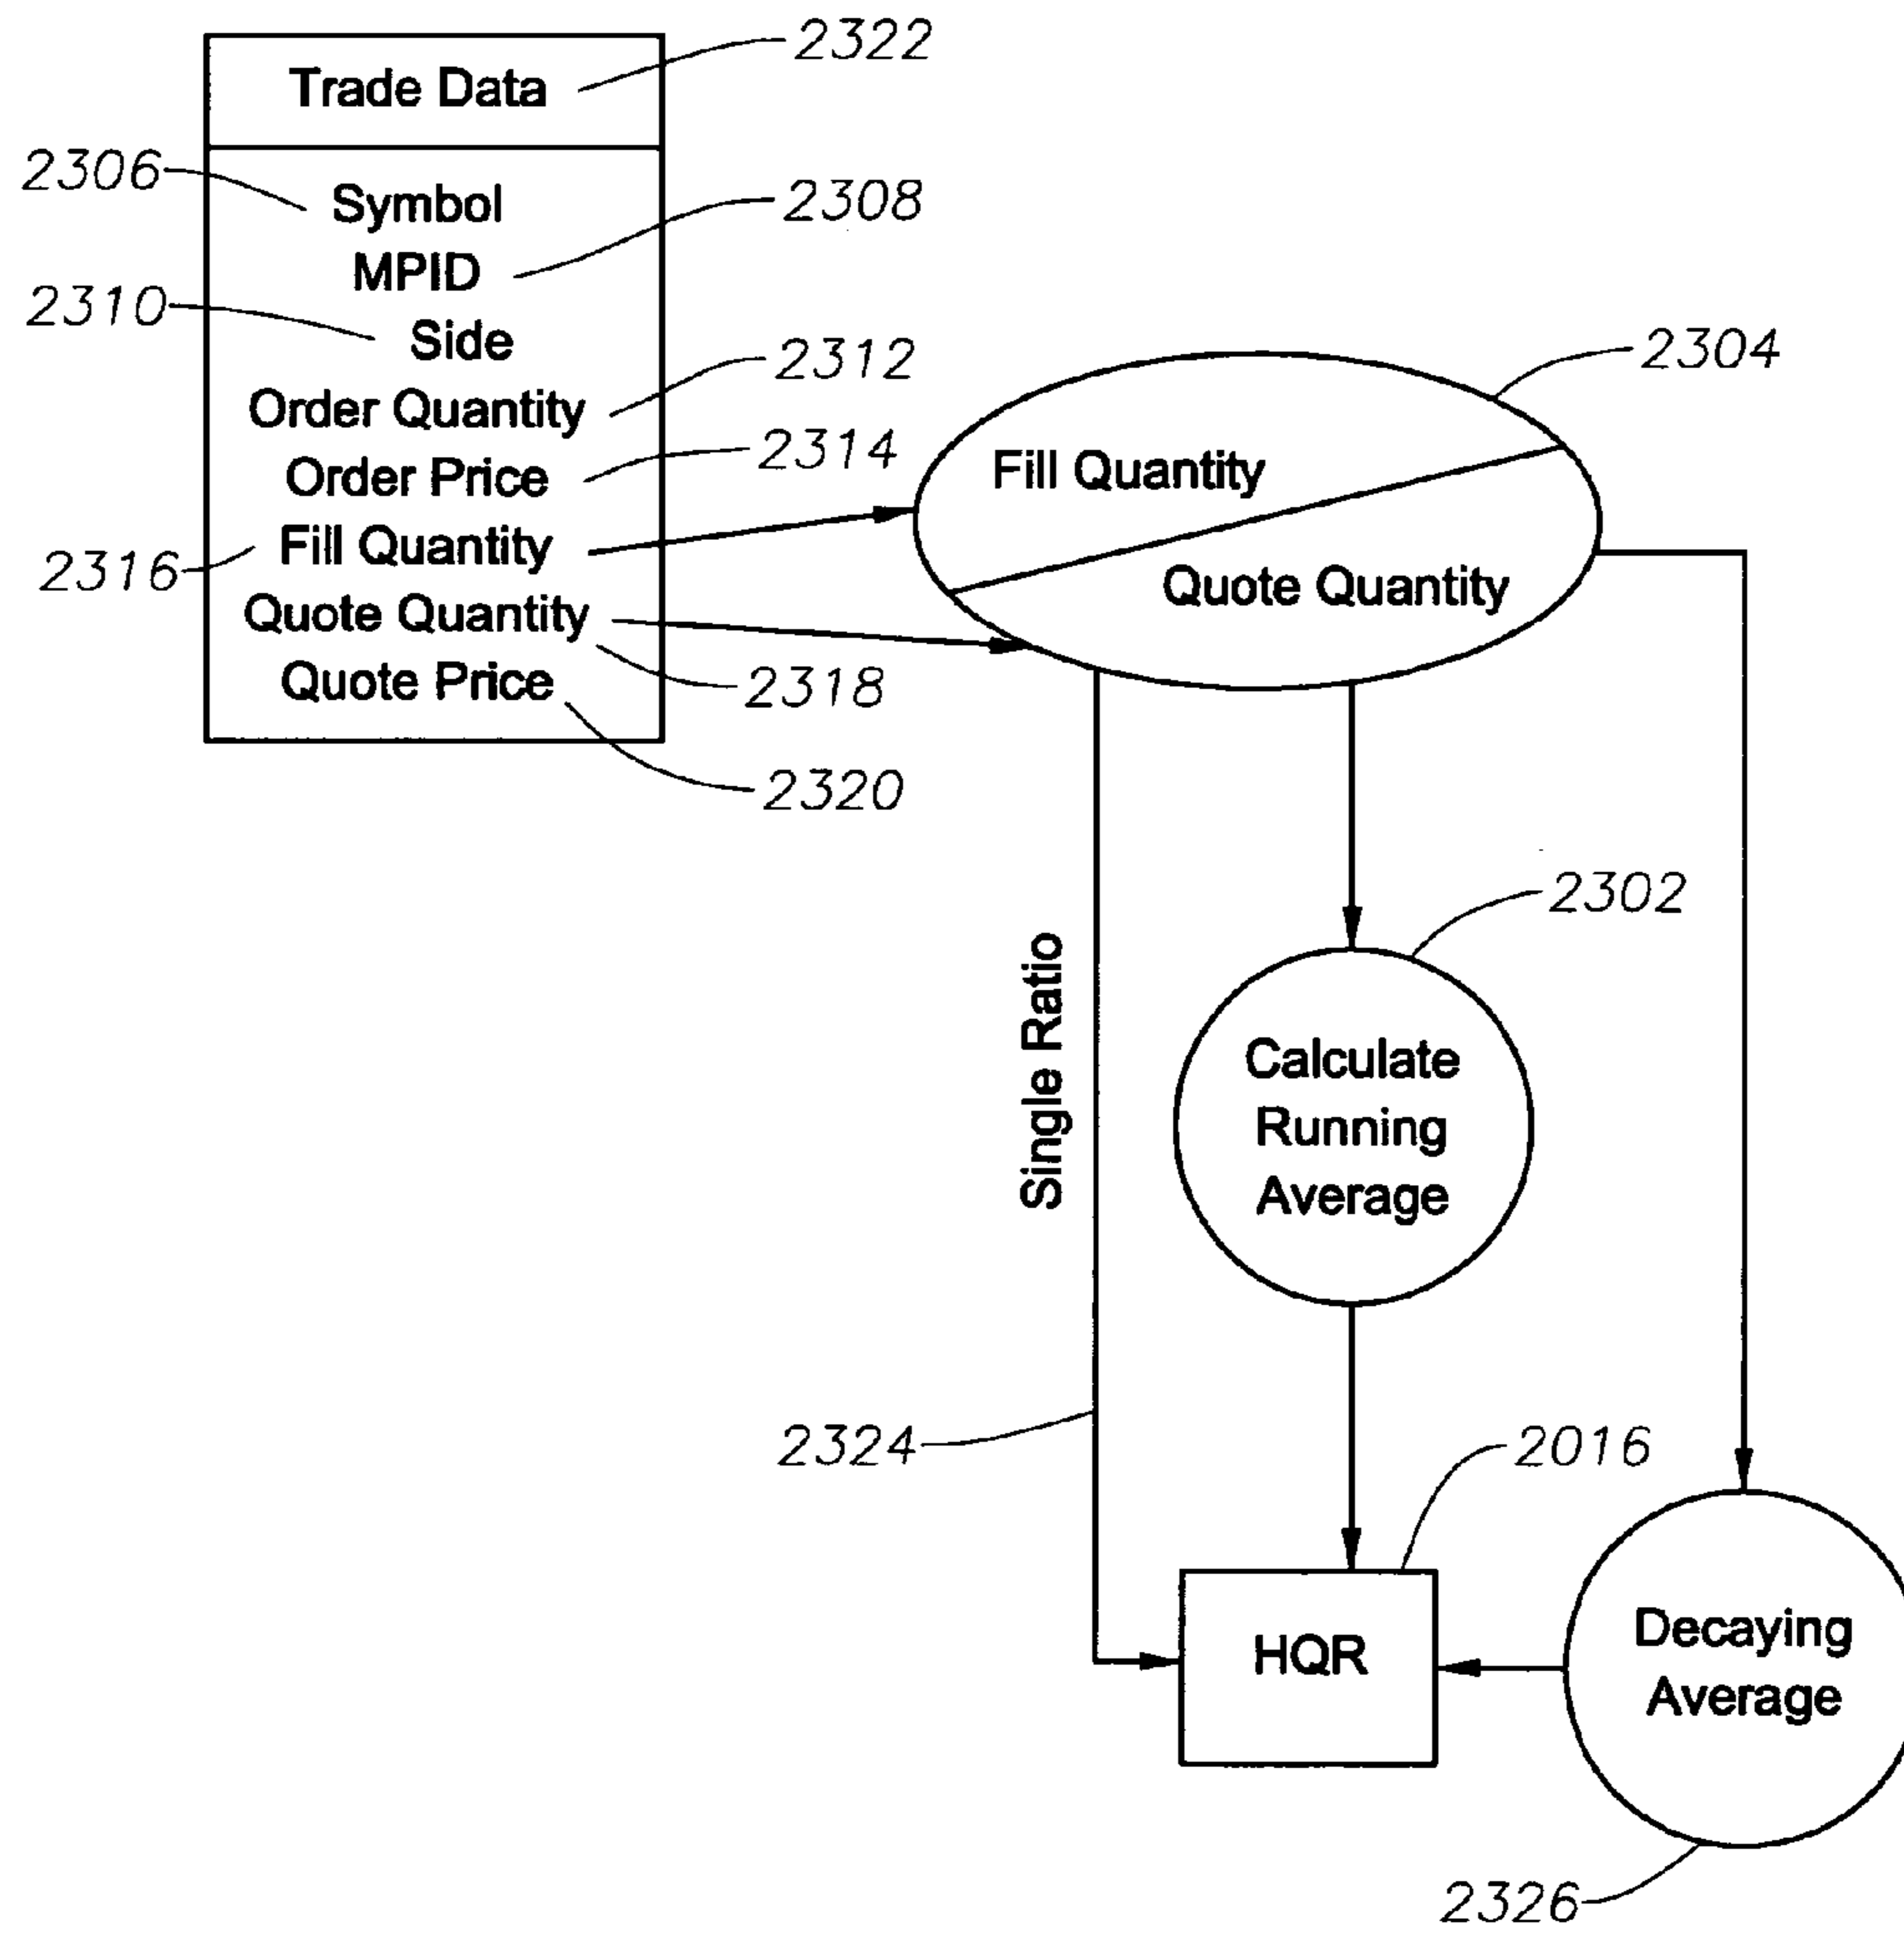 2322
Trade Data
2306
Symbol
2308
MPID
2310
Side
2312
Order Quantity
2304
2314
Order Price
Fill Quantity
2316
Fill Quantity
Quote Quantity
Quote Quantity
2318
Quote Price
2320
2302
Single Ratio
Calculate
Running
Average
2324
2016
HQR
Decaying
Average
2326